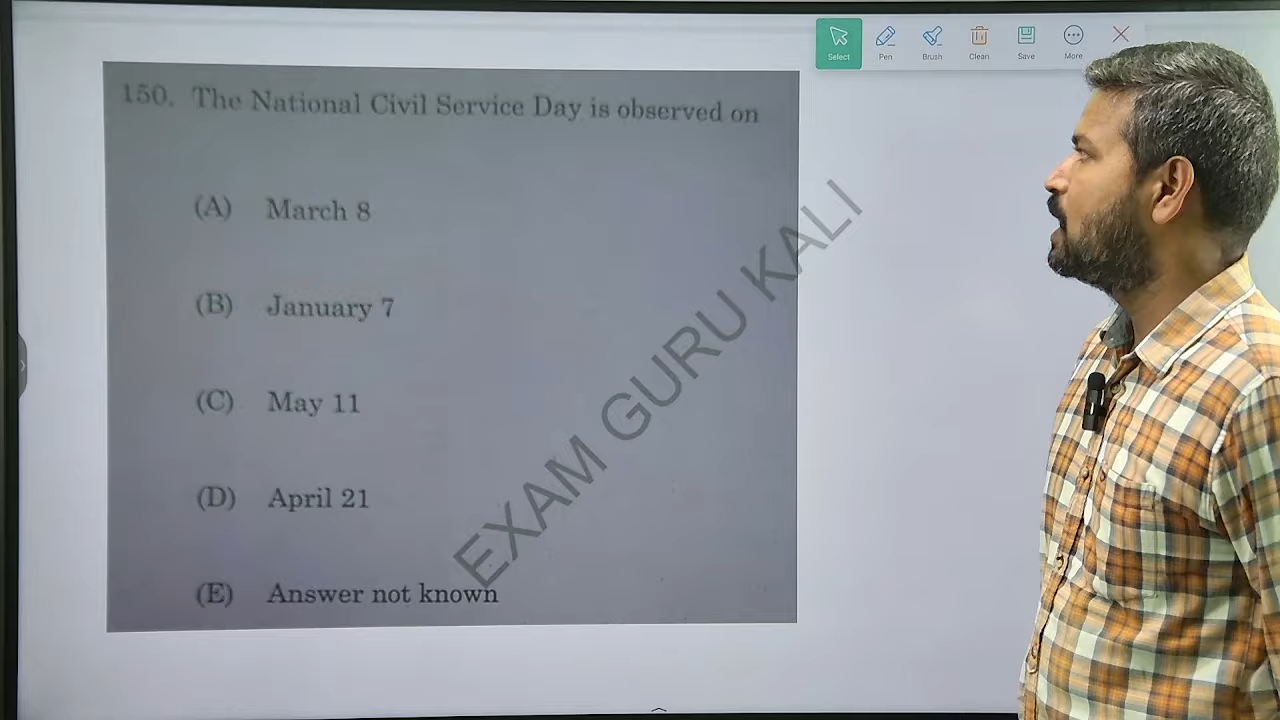 Select Pen Brush Clean Save More
150. The National Civil Service Day is observed on
(A) March 8
(B) January 7
(C) May 11
(D) April 21
(E) Answer not known
EXAM GURU KALI